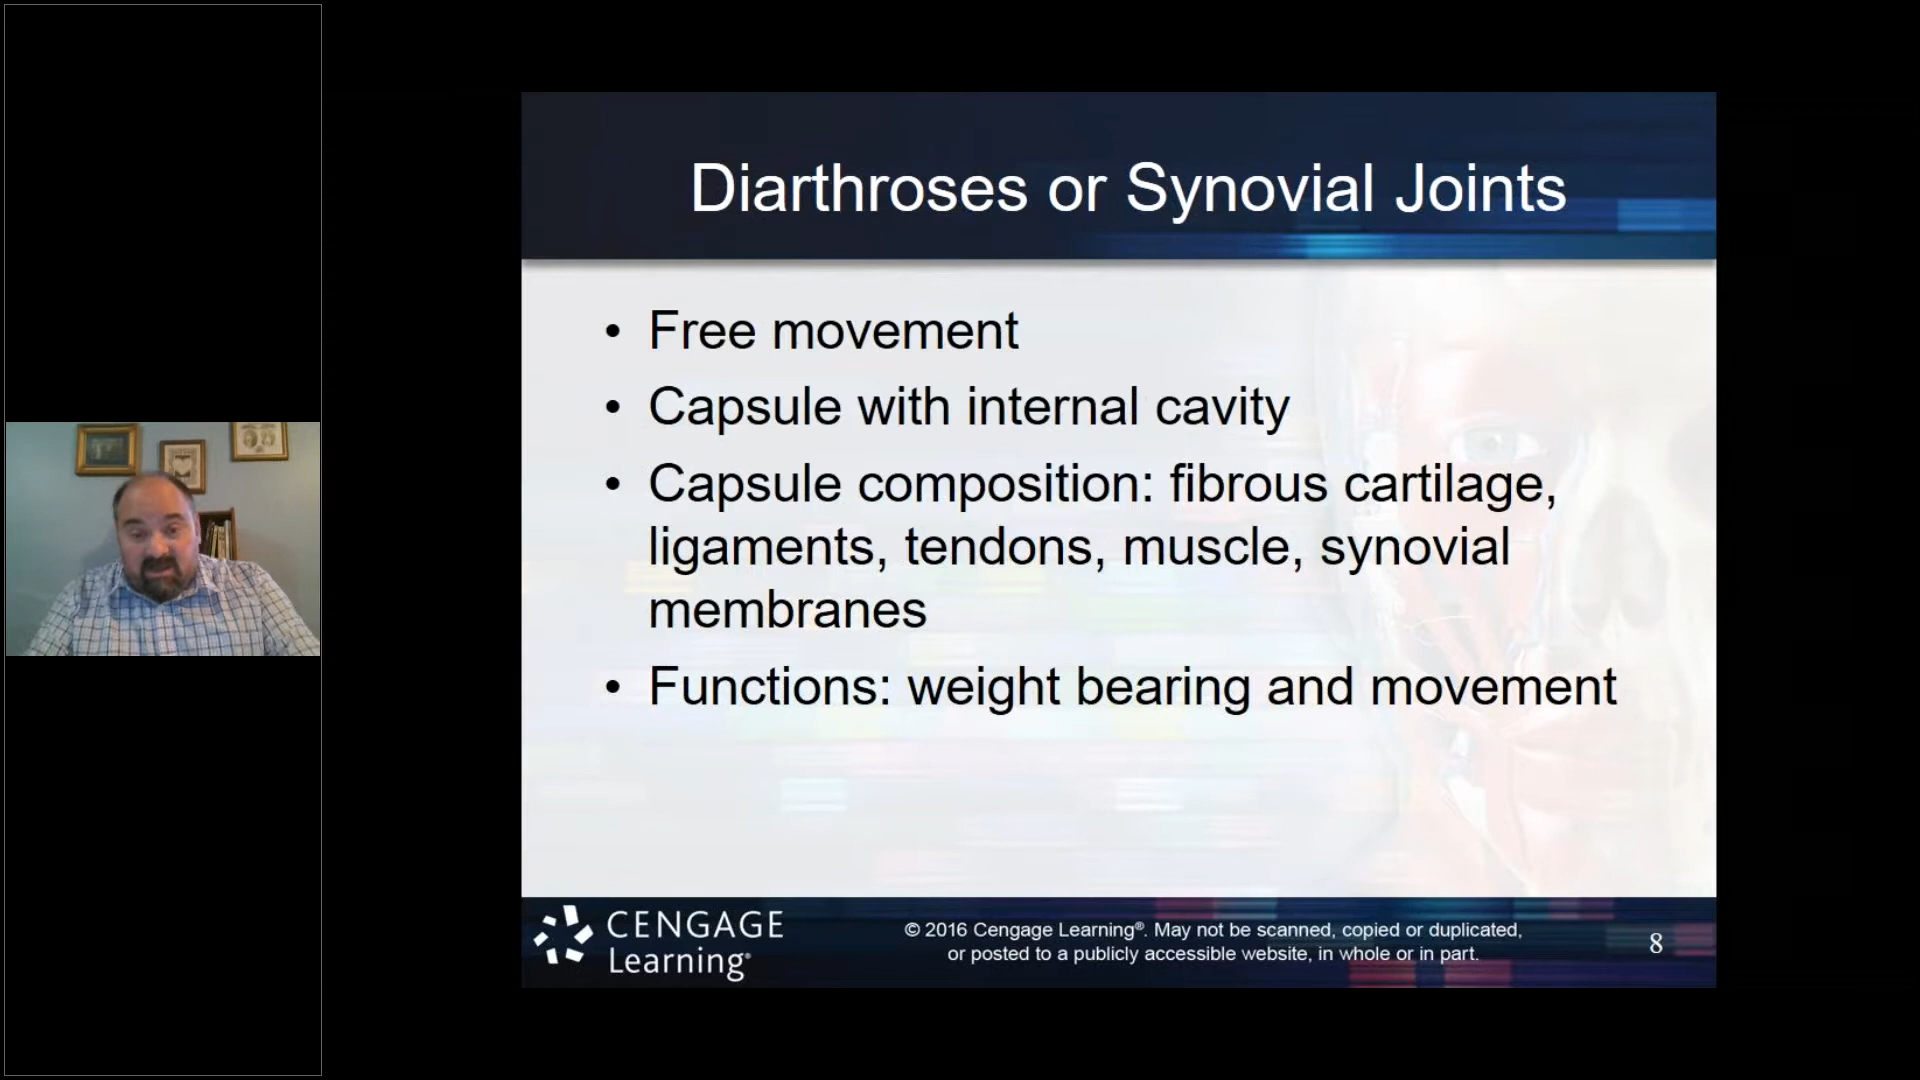 Diarthroses or Synovial Joints
• Free movement
• Capsule with internal cavity
• Capsule composition: fibrous cartilage,
ligaments, tendons, muscle, synovial
membranes
• Functions: weight bearing and movement
CENGAGE
Learning®
© 2016 Cengage Learning®. May not be scanned, copied or duplicated,
or posted to a publicly accessible website, in whole or in part.
8